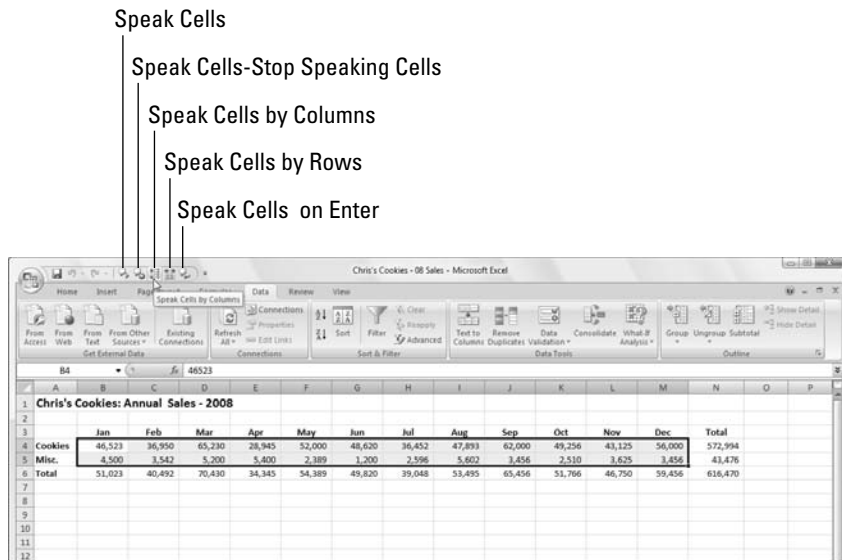 Speak Cells
Speak Cells-Stop Speaking Cells
Speak Cells by Columns
Speak Cells by Rows
Speak Cells on Enter
Chris's Cookies - 08 Sales - Microsoft Excel
Home Insert Data Review View
Speak Cells by Columns
Connections Clear
Properties Reapply Show Detail
Edit Links Advanced Hide Detail
From Access From Web From Text From Other Sources Existing Connections Refresh All Sort Filter Text to Columns Remove Duplicates Data Validation Consolidate What-If Analysis Group Ungroup Subtotal
Get External Data Connections Sort & Filter Data Tools Outline
B4 fx 46523
A B C D E F G H I J K L M N O P
1 Chris's Cookies: Annual Sales - 2008
2
3 Jan Feb Mar Apr May Jun Jul Aug Sep Oct Nov Dec Total
4 Cookies 46,523 36,950 65,230 28,945 52,000 48,620 36,452 47,893 62,000 49,256 43,125 56,000 572,994
5 Misc. 4,500 3,542 5,200 5,400 2,389 1,200 2,596 5,602 3,456 2,510 3,625 3,456 43,476
6 Total 51,023 40,492 70,430 34,345 54,389 49,820 39,048 53,495 65,456 51,766 46,750 59,456 616,470
7
8
9
10
11
12